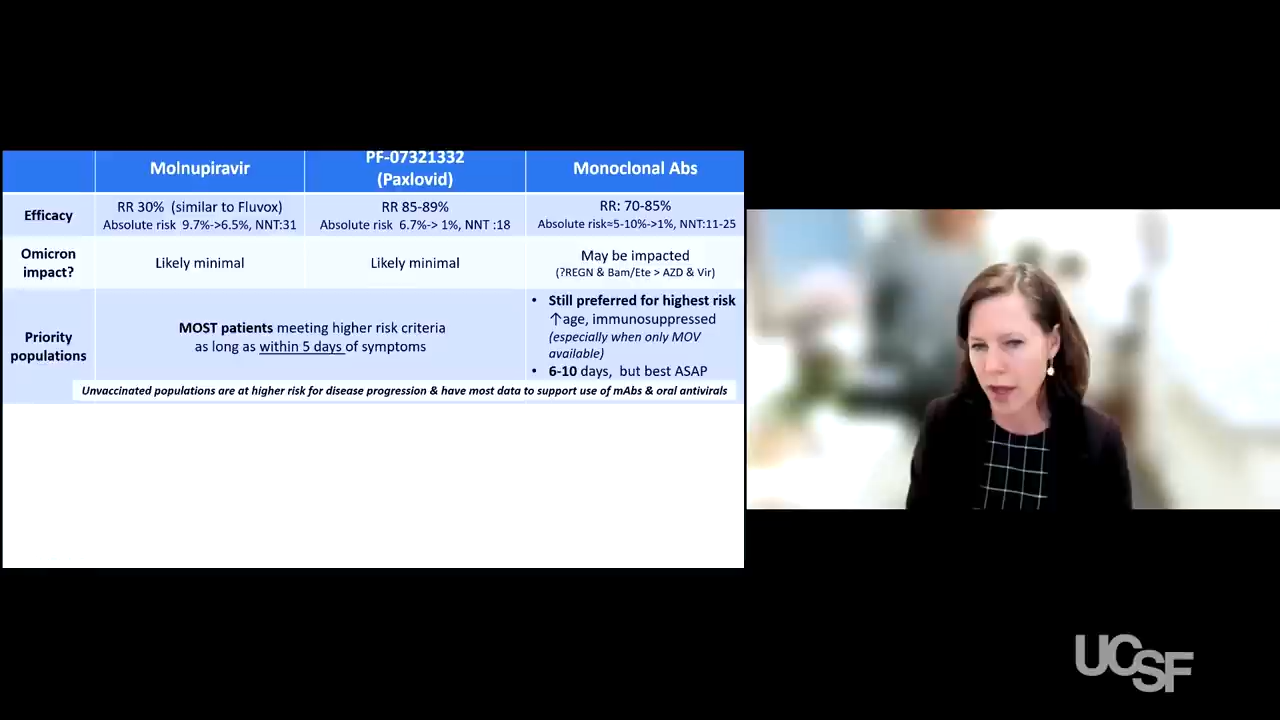 Molnupiravir
PF-07321332
(Paxlovid)
Monoclonal Abs
Efficacy
RR 30% (similar to Fluvox)
Absolute risk 9.7%->6.5%, NNT:31
RR 85-89%
Absolute risk 6.7%-> 1%, NNT :18
RR: 70-85%
Absolute risk≈5-10%->1%, NNT:11-25
Omicron
impact?
Likely minimal
Likely minimal
May be impacted
(?REGN & Bam/Ete > AZD & Vir)
Priority
populations
MOST patients meeting higher risk criteria
as long as within 5 days of symptoms
• Still preferred for highest risk
↑age, immunosuppressed
(especially when only MOV
available)
• 6-10 days, but best ASAP
Unvaccinated populations are at higher risk for disease progression & have most data to support use of mAbs & oral antivirals
UCSF